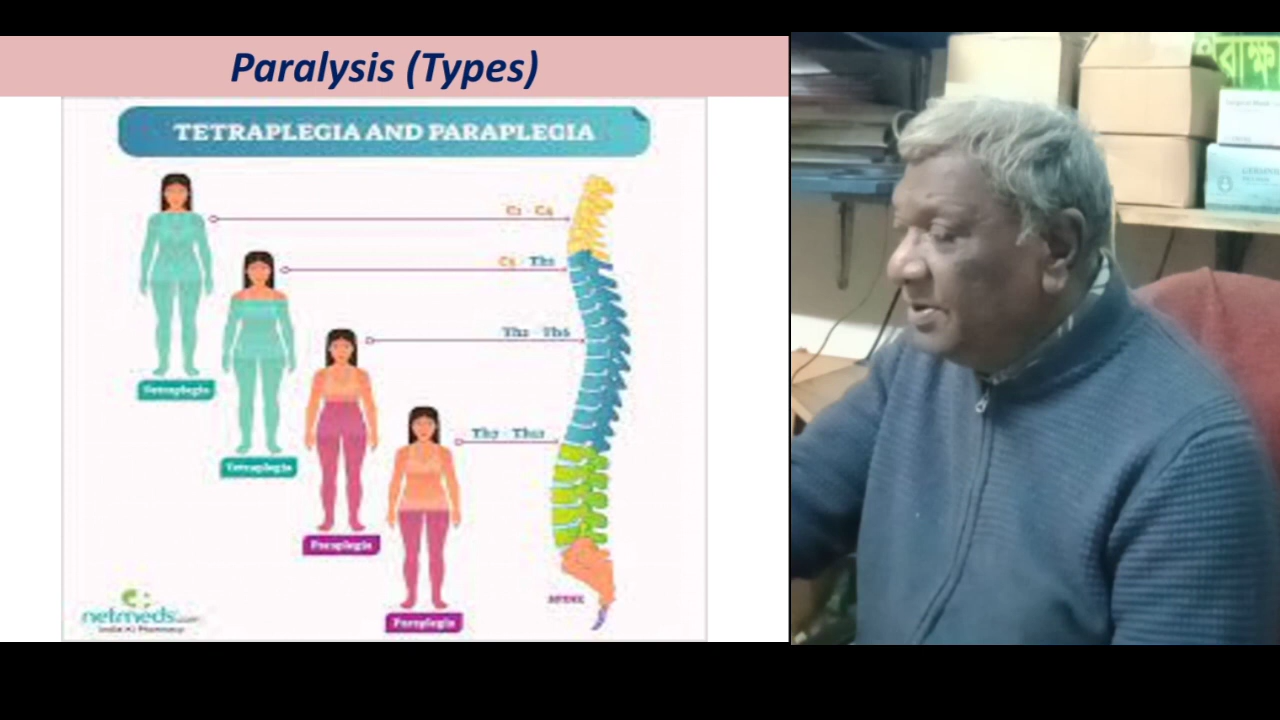 Paralysis (Types)
TETRAPLEGIA AND PARAPLEGIA
C1 - C4
C5 - Th1
Th2 - Th6
Th7 - Th12
Tetraplegia
Tetraplegia
Paraplegia
Paraplegia
SPINE
netmeds.com